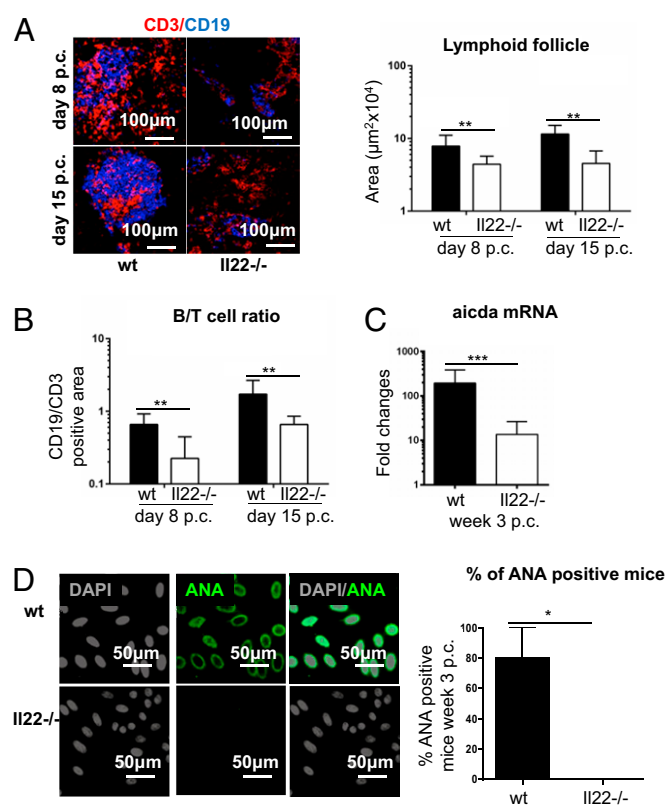 A
CD3/CD19
day 8 p.c.
100µm
100µm
day 15 p.c.
100µm
100µm
wt
Il22-/-
Lymphoid follicle
Area (µm²x10⁴)
100
10
1
**
**
wt Il22-/- wt Il22-/-
day 8 p.c. day 15 p.c.
B
B/T cell ratio
CD19/CD3
positive area
10
1
0.1
**
**
wt Il22-/- wt Il22-/-
day 8 p.c. day 15 p.c.
C
aicda mRNA
Fold changes
1000
100
10
1
***
wt Il22-/-
week 3 p.c.
D
wt
DAPI
ANA
DAPI/ANA
50µm
50µm
50µm
Il22-/-
50µm
50µm
50µm
% of ANA positive mice
% ANA positive
mice week 3 p.c.
100
80
60
40
20
0
*
wt Il22-/-